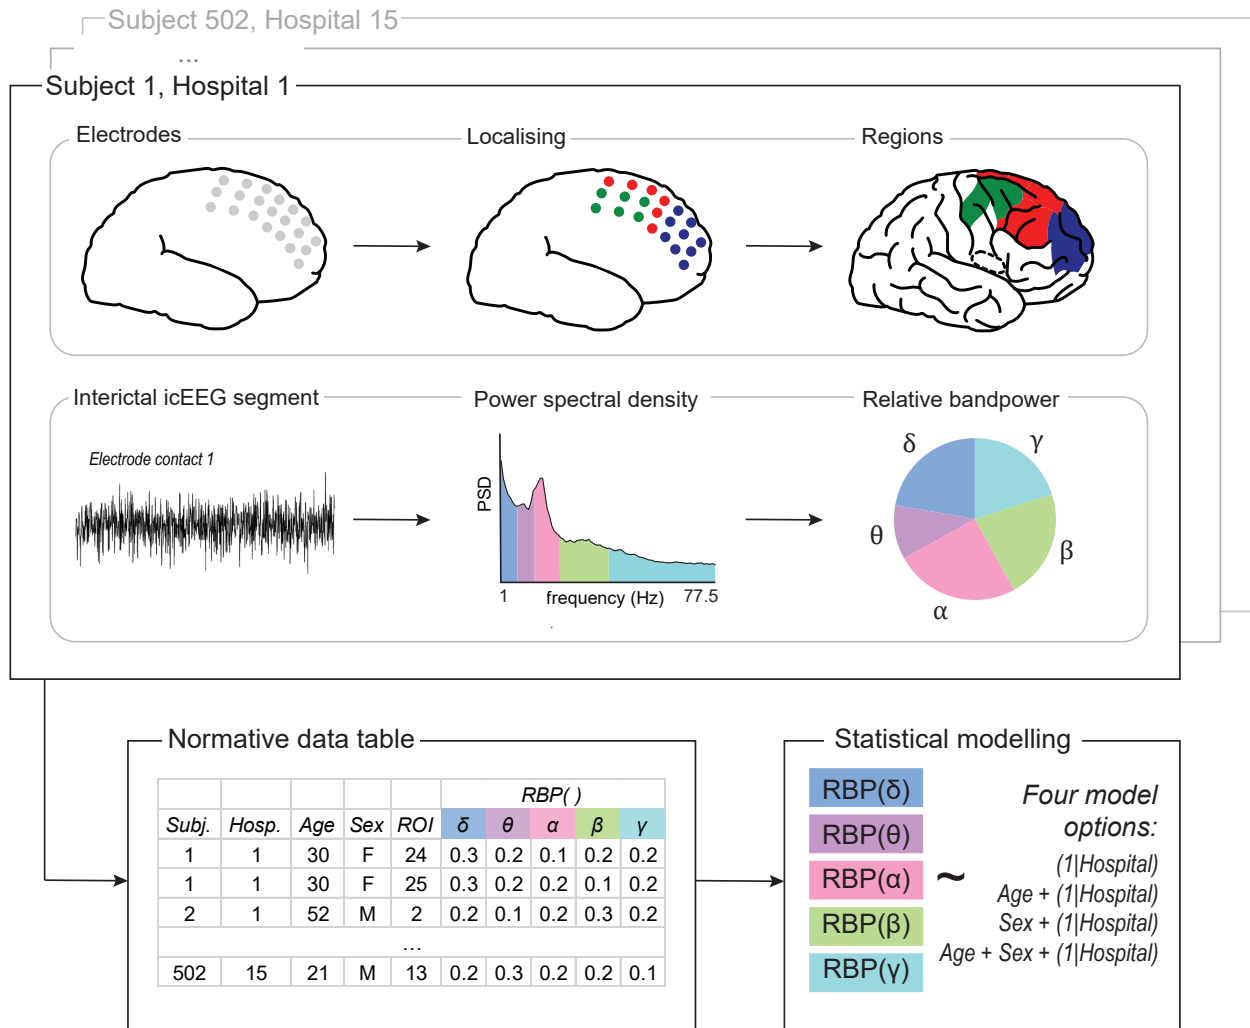 Subject 502, Hospital 15
...
Subject 1, Hospital 1
Electrodes
Localising
Regions
Interictal icEEG segment
Power spectral density
Relative bandpower
Electrode contact 1
PSD
1
frequency (Hz)
77.5
δ
γ
θ
β
α
Normative data table
RBP( )
Subj. Hosp. Age Sex ROI δ θ α β γ
1 1 30 F 24 0.3 0.2 0.1 0.2 0.2
1 1 30 F 25 0.3 0.2 0.2 0.1 0.2
2 1 52 M 2 0.2 0.1 0.2 0.3 0.2
...
502 15 21 M 13 0.2 0.3 0.2 0.2 0.1
Statistical modelling
RBP(δ)
RBP(θ)
RBP(α)
RBP(β)
RBP(γ)
~
Four model
options:
(1|Hospital)
Age + (1|Hospital)
Sex + (1|Hospital)
Age + Sex + (1|Hospital)